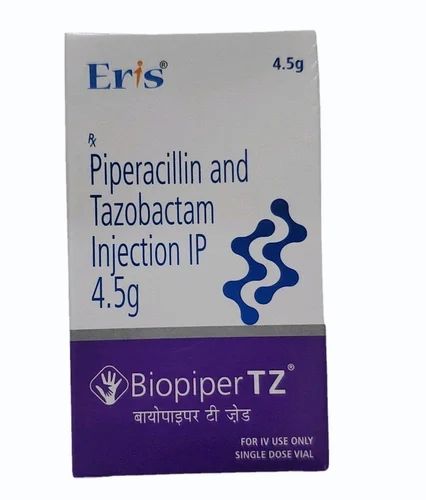 Eris®
4.5g
Rx
Piperacillin and
Tazobactam
Injection IP
4.5g
Biopiper TZ®
बायोपाइपर टी ज़ेड
FOR IV USE ONLY
SINGLE DOSE VIAL